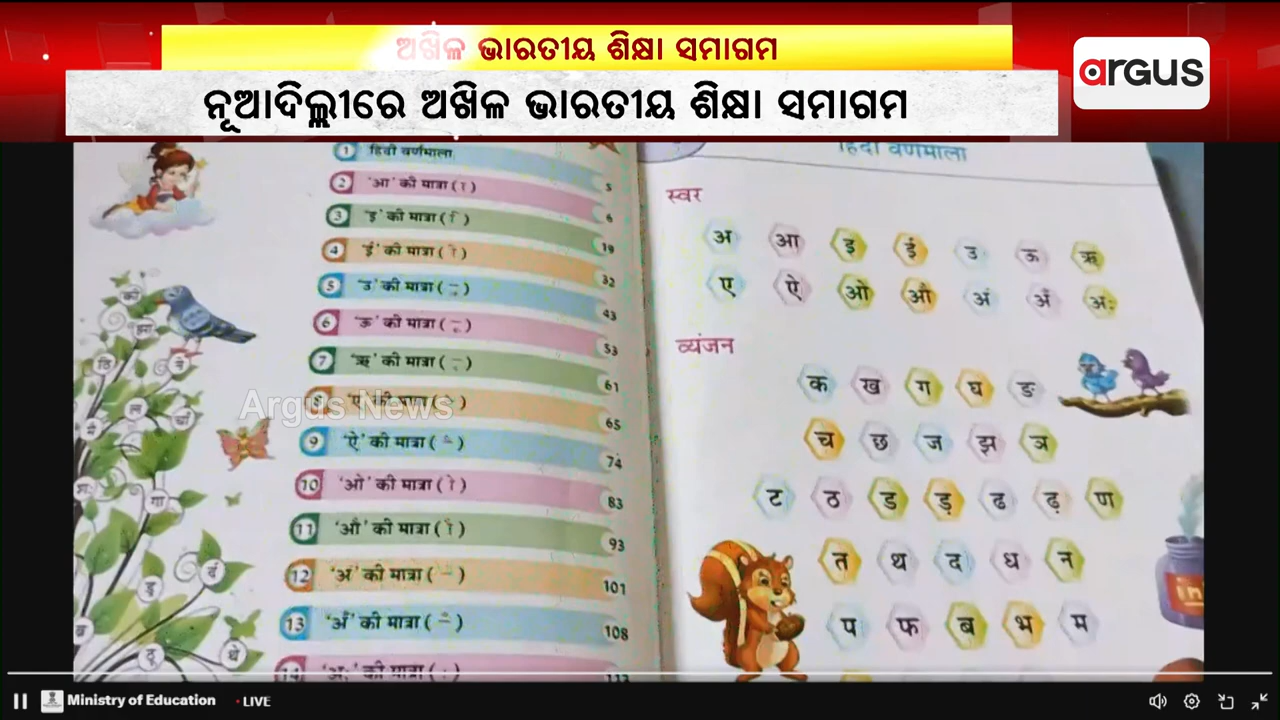 ଅଖିଳ ଭାରତୀୟ ଶିକ୍ଷା ସମାଗମ
argus
ନୂଆଦିଲ୍ଲୀରେ ଅଖିଳ ଭାରତୀୟ ଶିକ୍ଷା ସମାଗମ
1 हिंदी वर्णमाला 5
2 'आ' की मात्रा ( ा ) 6
3 'इ' की मात्रा ( ि ) 19
4 'ई' की मात्रा ( ी ) 32
5 'उ' की मात्रा ( ु ) 43
6 'ऊ' की मात्रा ( ू ) 53
7 'ऋ' की मात्रा ( ृ ) 61
8 'ए' की मात्रा ( े ) 65
Argus News
9 'ऐ' की मात्रा ( ै ) 74
10 'ओ' की मात्रा ( ो ) 83
11 'औ' की मात्रा ( ौ ) 93
12 'अं' की मात्रा ( ं ) 101
13 'अँ' की मात्रा ( ँ ) 108
14 'अः' की मात्रा ( ः )
हिंदी वर्णमाला
स्वर
अ आ इ ई उ ऊ ऋ
ए ऐ ओ औ अं अँ अः
व्यंजन
क ख ग घ ङ
च छ ज झ ञ
ट ठ ड ड़ ढ ढ़ ण
त थ द ध न
प फ ब भ म
Ministry of Education • LIVE